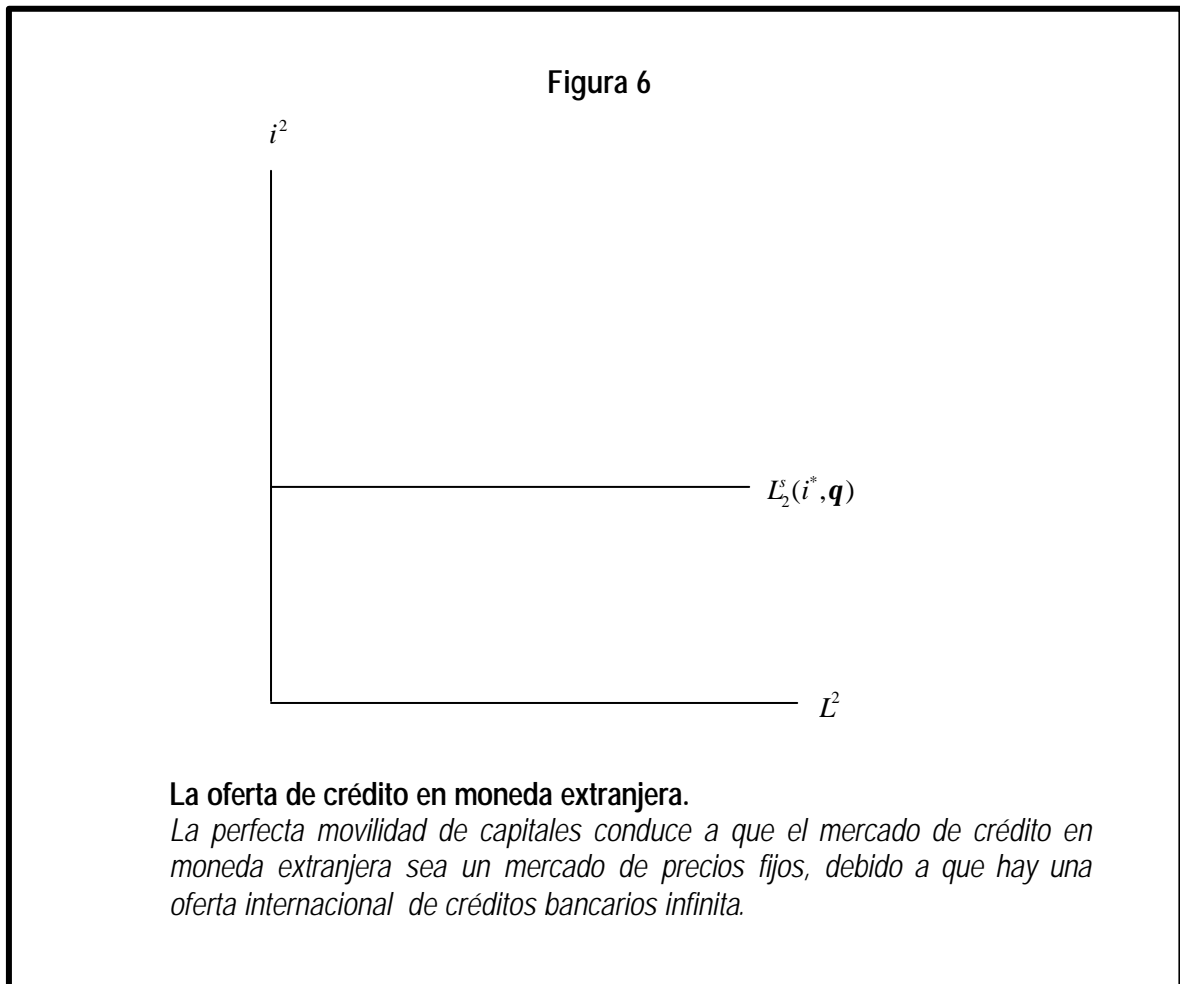 Figura 6
i²
L₂ˢ(i*,q)
L²
La oferta de crédito en moneda extranjera.
La perfecta movilidad de capitales conduce a que el mercado de crédito en
moneda extranjera sea un mercado de precios fijos, debido a que hay una
oferta internacional de créditos bancarios infinita.